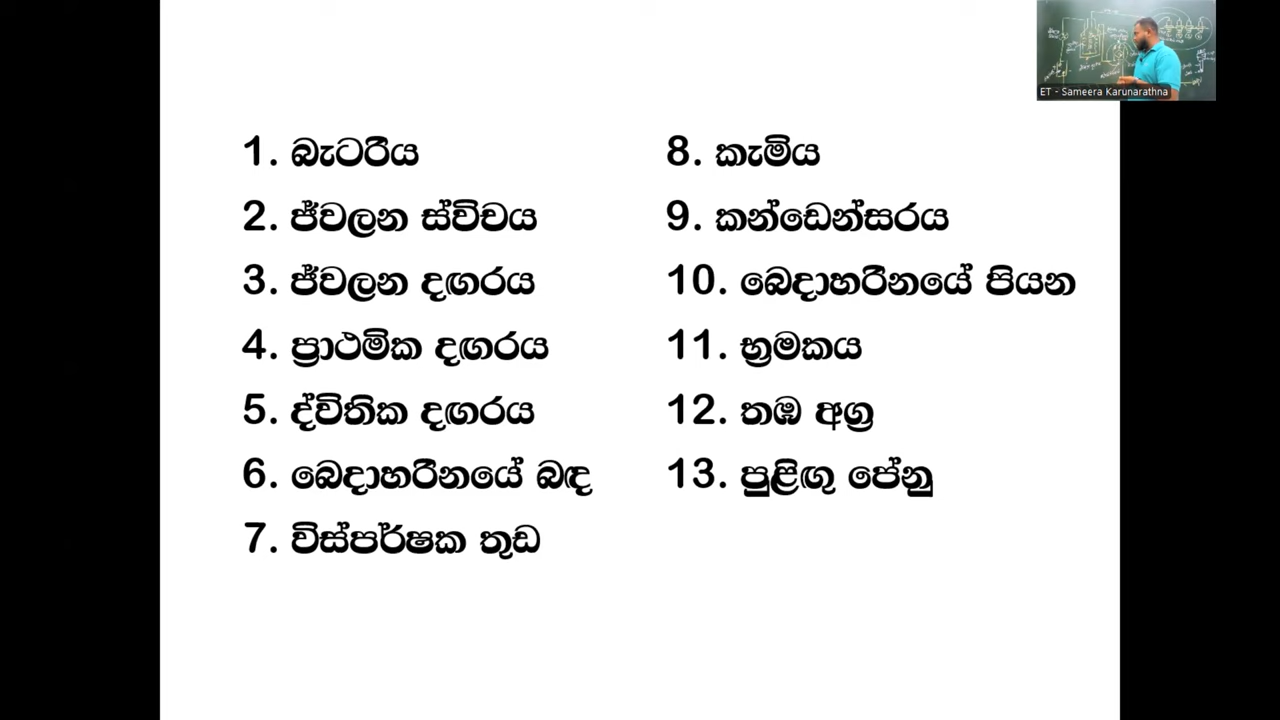 ET - Sameera Karunarathna
1. බැටරිය
2. ජ්වලන ස්විචය
3. ජ්වලන දඟරය
4. ප්‍රාථමික දඟරය
5. ද්විතික දඟරය
6. බෙදාහරිනයේ බඳ
7. විස්පර්ෂක තුඩ
8. කැමිය
9. කන්ඩෙන්සරය
10. බෙදාහරිනයේ පියන
11. භ්‍රමකය
12. තඹ අග්‍ර
13. පුළිඟු පේනු